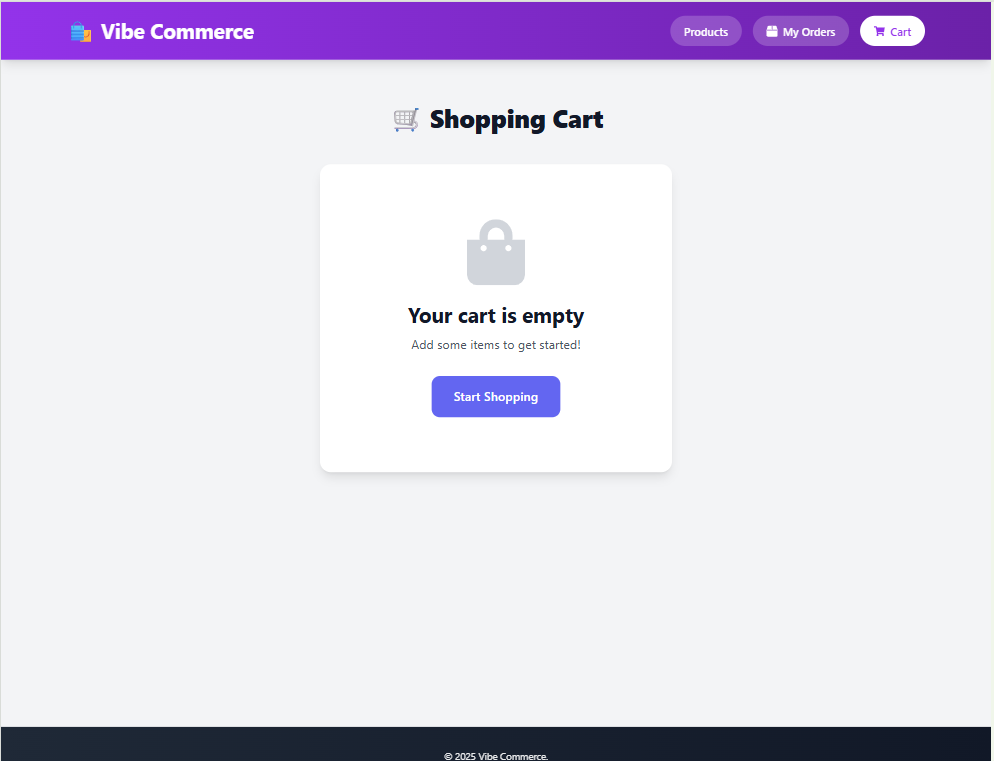 Vibe Commerce
Products
My Orders
Cart
Shopping Cart
Your cart is empty
Add some items to get started!
Start Shopping
© 2025 Vibe Commerce.